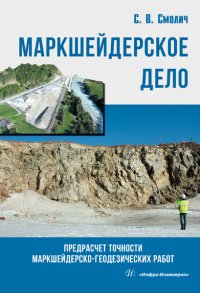 С. В. Смолич
МАРКШЕЙДЕРСКОЕ
ДЕЛО
ПРЕДРАСЧЕТ ТОЧНОСТИ
МАРКШЕЙДЕРСКО-ГЕОДЕЗИЧЕСКИХ РАБОТ
«Инфра-Инженерия»